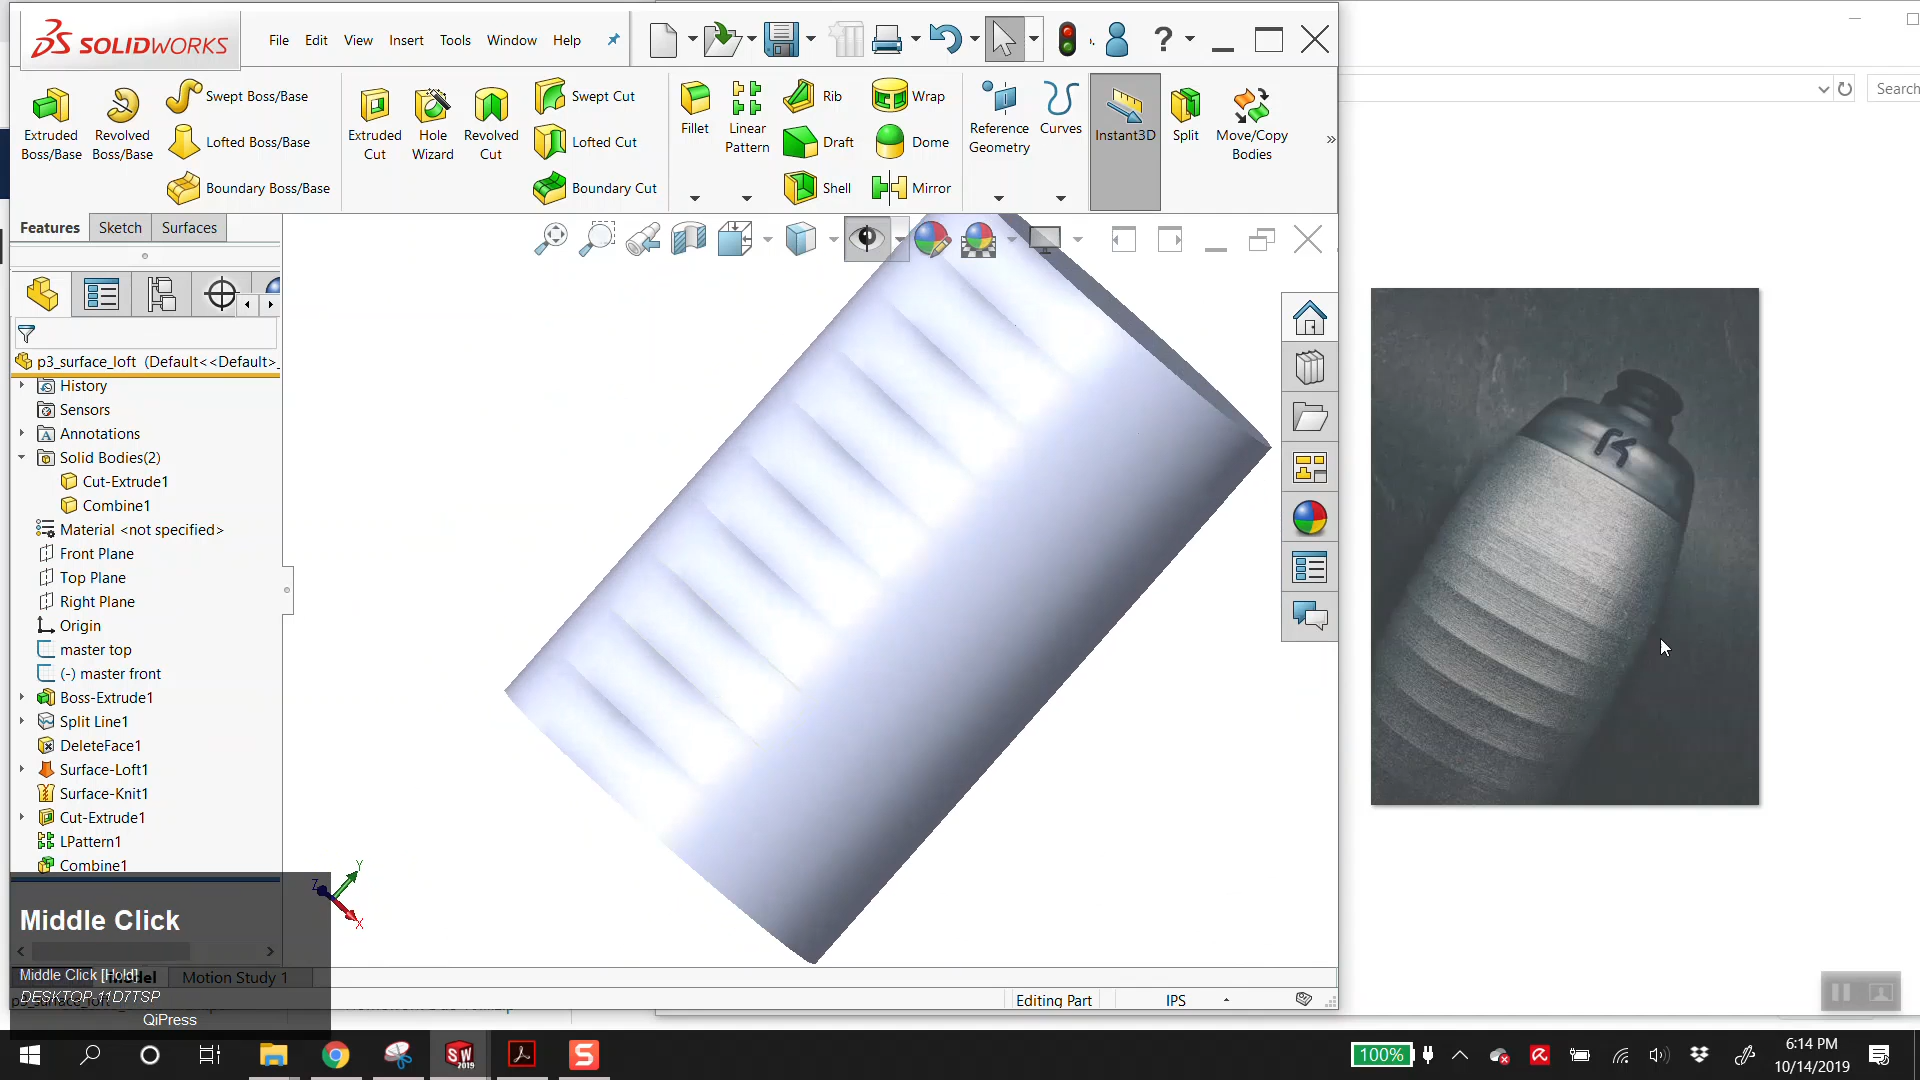 SOLIDWORKS
File Edit View Insert Tools Window Help
?
Extruded Boss/Base
Revolved Boss/Base
Swept Boss/Base
Lofted Boss/Base
Boundary Boss/Base
Extruded Cut
Hole Wizard
Revolved Cut
Swept Cut
Lofted Cut
Boundary Cut
Fillet
Linear Pattern
Rib
Draft
Shell
Wrap
Dome
Mirror
Reference Geometry
Curves
Instant3D
Split
Move/Copy Bodies
»
Search
Features Sketch Surfaces
p3_surface_loft (Default<<Default>_
History
Sensors
Annotations
Solid Bodies(2)
Cut-Extrude1
Combine1
Material <not specified>
Front Plane
Top Plane
Right Plane
Origin
master top
(-) master front
Boss-Extrude1
Split Line1
DeleteFace1
Surface-Loft1
Surface-Knit1
Cut-Extrude1
LPattern1
Combine1
Y
Z
X
Middle Click
Middle Click [Hold]
DESKTOP-11D7TSP
QiPress
Motion Study 1
Editing Part
IPS
SW
2019
S
100%
6:14 PM
10/14/2019